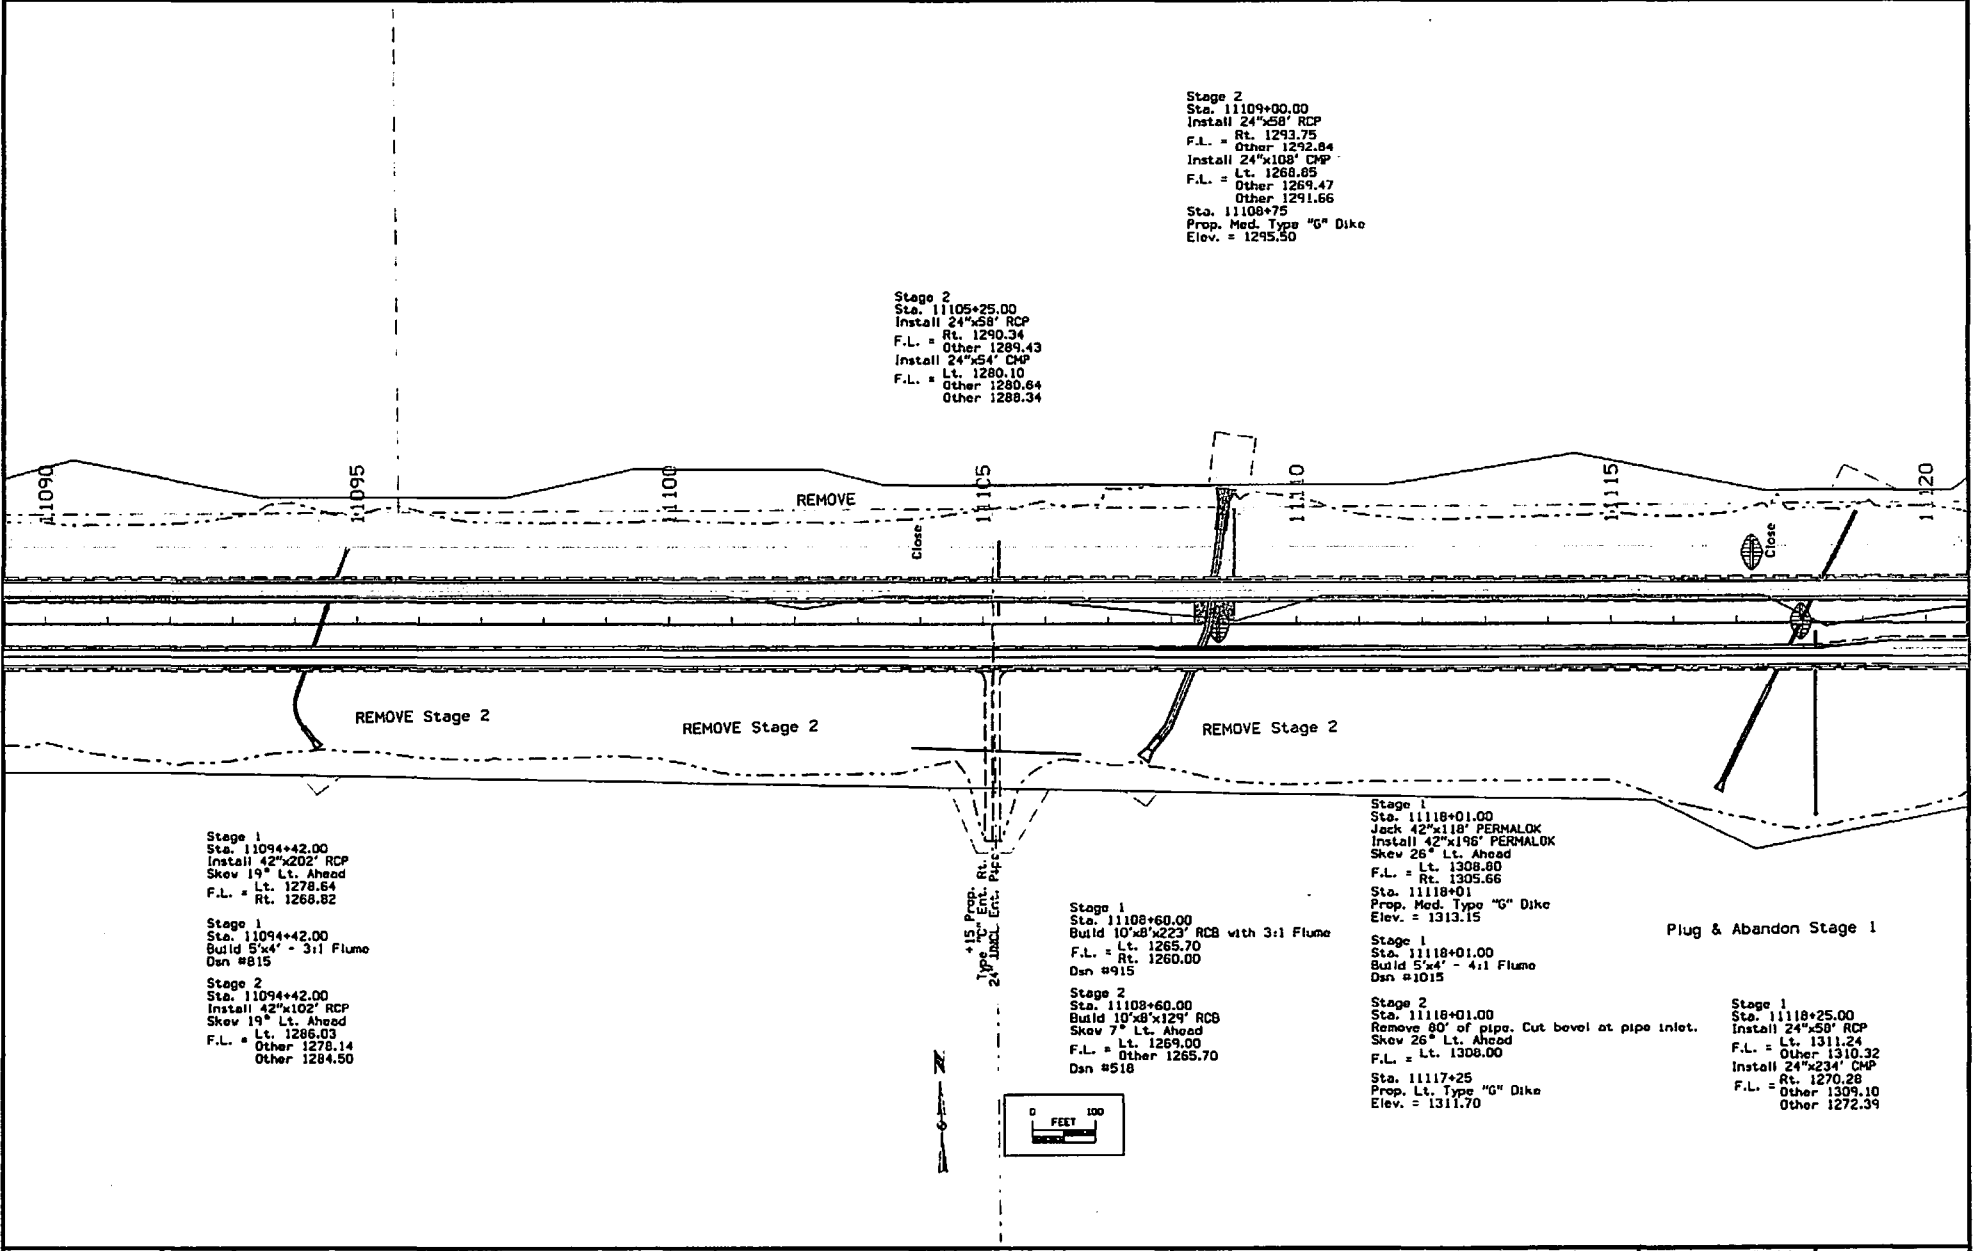 Stage 2
Sta. 11109+00.00
Install 24"x58' RCP
F.L. = Rt. 1293.75
Other 1292.84
Install 24"x108' CMP
F.L. = Lt. 1268.85
Other 1269.47
Other 1291.66
Sta. 11108+75
Prop. Med. Type "G" Dike
Elev. = 1295.50
Stage 2
Sta. 11105+25.00
Install 24"x58' RCP
F.L. = Rt. 1290.34
Other 1289.43
Install 24"x54' CMP
F.L. = Lt. 1280.10
Other 1280.64
Other 1288.34
11090
11095
11100
11105
11110
11115
11120
REMOVE
Close
Close
REMOVE Stage 2
REMOVE Stage 2
REMOVE Stage 2
Stage 1
Sta. 11094+42.00
Install 42"x202' RCP
Skew 19° Lt. Ahead
F.L. = Lt. 1278.64
Rt. 1268.82
Stage 1
Sta. 11094+42.00
Build 5'x4' - 3:1 Flume
Dsn #815
Stage 2
Sta. 11094+42.00
Install 42"x102' RCP
Skew 19° Lt. Ahead
F.L. = Lt. 1286.03
Other 1278.14
Other 1284.50
+15 Prop.
Type "C" Ent. Rt.
24" UNCL Ent. Pipe
Stage 1
Sta. 11108+60.00
Build 10'x8'x223' RCB with 3:1 Flume
F.L. = Lt. 1265.70
Rt. 1260.00
Dsn #915
Stage 2
Sta. 11108+60.00
Build 10'x8'x129' RCB
Skew 7° Lt. Ahead
F.L. = Lt. 1269.00
Other 1265.70
Dsn #518
Stage 1
Sta. 11118+01.00
Jack 42"x118' PERMALOK
Install 42"x196' PERMALOK
Skew 26° Lt. Ahead
F.L. = Lt. 1308.80
Rt. 1305.66
Sta. 11118+01
Prop. Med. Type "G" Dike
Elev. = 1313.15
Stage 1
Sta. 11118+01.00
Build 5'x4' - 4:1 Flume
Dsn #1015
Stage 2
Sta. 11118+01.00
Remove 80' of pipe. Cut bevel at pipe inlet.
Skew 26° Lt. Ahead
F.L. = Lt. 1308.00
Sta. 11117+25
Prop. Lt. Type "G" Dike
Elev. = 1311.70
Plug & Abandon Stage 1
Stage 1
Sta. 11118+25.00
Install 24"x58' RCP
F.L. = Lt. 1311.24
Other 1310.32
Install 24"x234' CMP
F.L. = Rt. 1270.28
Other 1309.10
Other 1272.39
N
0 100
FEET